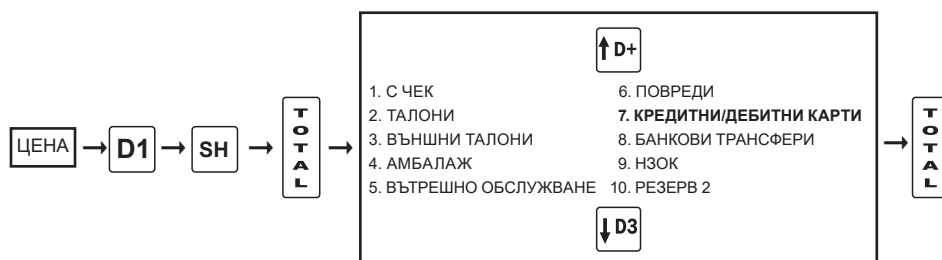 ↑ D+
1. С ЧЕК
2. ТАЛОНИ
3. ВЪНШНИ ТАЛОНИ
4. АМБАЛАЖ
5. ВЪТРЕШНО ОБСЛУЖВАНЕ
6. ПОВРЕДИ
7. КРЕДИТНИ/ДЕБИТНИ КАРТИ
8. БАНКОВИ ТРАНСФЕРИ
9. НЗОК
10. РЕЗЕРВ 2
↓ D3
ЦЕНА → D1 → SH → TOTAL → → TOTAL